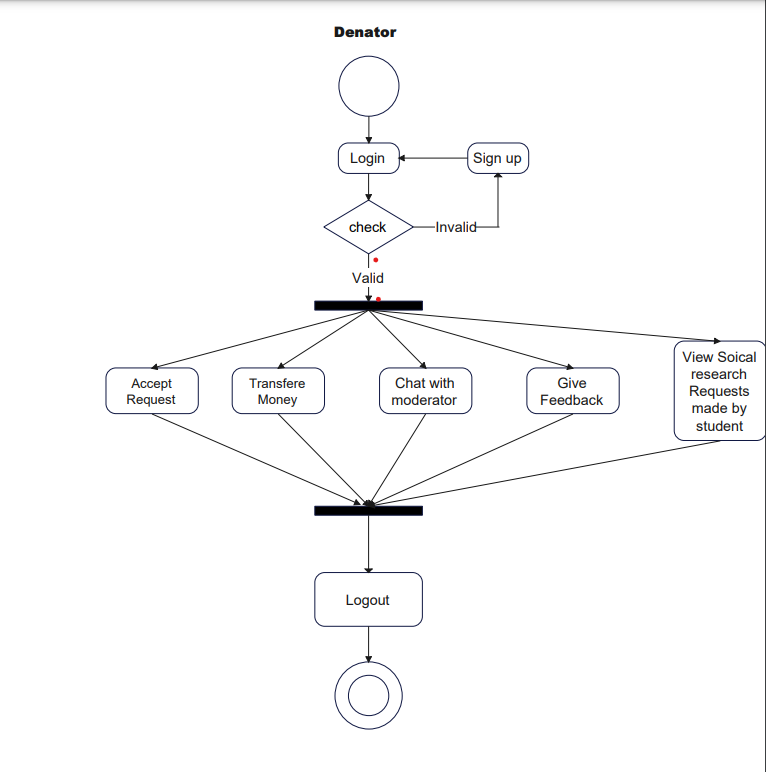 Denator
Login
Sign up
check
Invalid
Valid
Accept
Request
Transfere
Money
Chat with
moderator
Give
Feedback
View Soical
research
Requests
made by
student
Logout